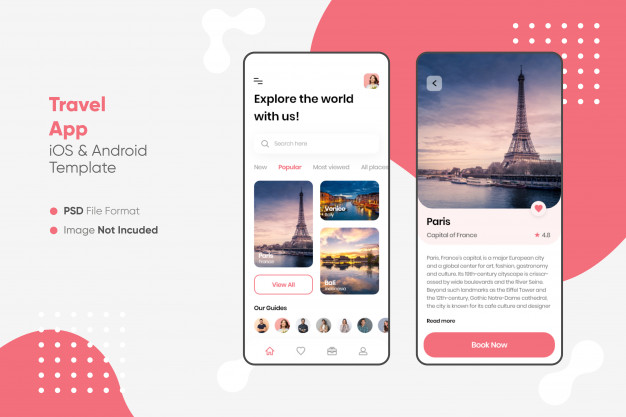 Travel
App
iOS & Android
Template
PSD File Format
Image Not Incuded
Explore the world
with us!
Search here
New Popular Most viewed All places
Paris
France
Venice
Italy
Bali
Indonesia
View All
Our Guides
Paris
Capital of France
4.8
Paris, France's capital, is a major European city
and a global center for art, fashion, gastronomy
and culture. Its 19th-century cityscape is crisscrossed
by wide boulevards and the River Seine.
Beyond such landmarks as the Eiffel Tower and
the 12th-century, Gothic Notre-Dame cathedral,
the city is known for its cafe culture and designer
Read more
Book Now